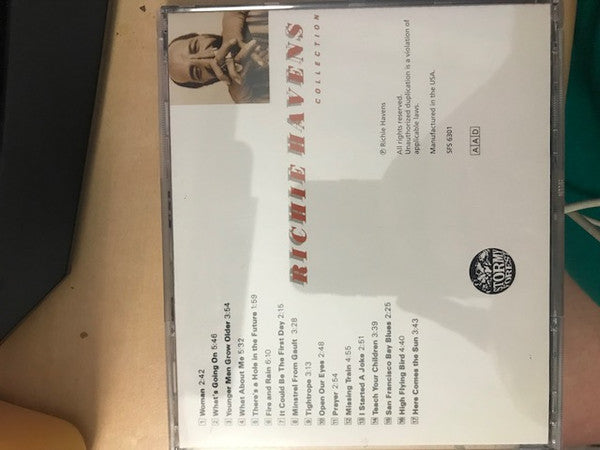 RICHIE HAVENS
COLLECTION
1 Woman 2:42
2 What's Going On 5:46
3 Younger Man Grow Older 3:54
4 What About Me 5:32
5 There's a Hole in the Future 1:59
6 Fire and Rain 6:10
7 It Could Be The First Day 2:15
8 Minstrel From Gault 3:28
9 Tightrope 3:13
10 Open Our Eyes 2:48
11 Prayer 2:54
12 Missing Train 4:55
13 I Started A Joke 2:51
14 Teach Your Children 3:39
15 San Francisco Bay Blues 2:25
16 High Flying Bird 4:40
17 Here Comes the Sun 3:43
℗ Richie Havens
All rights reserved.
Unauthorized duplication is a violation of
applicable laws.
Manufactured in the USA.
SFS 6301
AAD
STORMY
FOREST